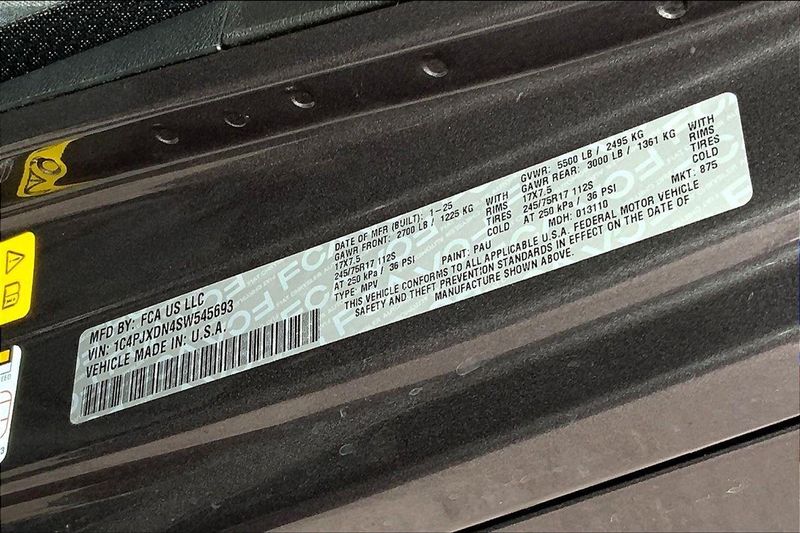 MFD BY: FCA US LLC
VIN: 1C4PJXDN4SW545693
VEHICLE MADE IN U.S.A.
DATE OF MFR (BUILT): 1-25
GAWR FRONT: 2700 LB / 1225 KG WITH
17X7.5 RIMS
245/75R17 112S TIRES
AT 250 kPa / 36 PSI COLD
GVWR: 5500 LB / 2495 KG
GAWR REAR: 3000 LB / 1361 KG WITH
17X7.5 RIMS
245/75R17 112S TIRES
AT 250 kPa / 36 PSI COLD
TYPE: MPV PAINT: PAU MDH: 013110 MKT: 875
THIS VEHICLE CONFORMS TO ALL APPLICABLE U.S.A. FEDERAL MOTOR VEHICLE
SAFETY AND THEFT PREVENTION STANDARDS IN EFFECT ON THE DATE OF
MANUFACTURE SHOWN ABOVE.